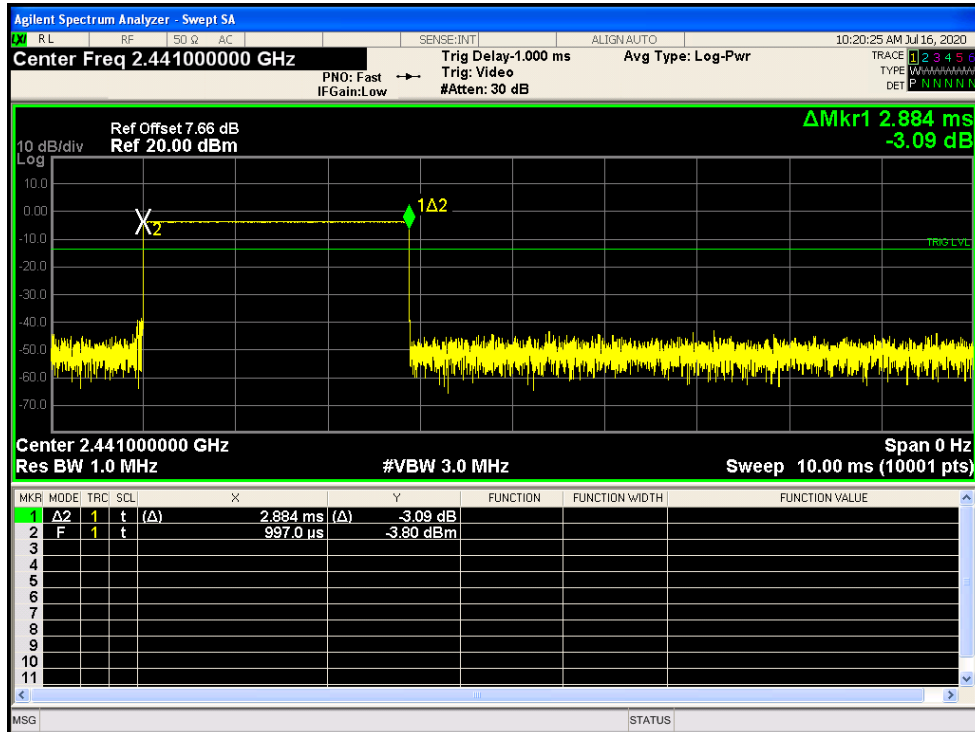 Agilent Spectrum Analyzer - Swept SA
LXI RL RF 50 Ω AC SENSE:INT ALIGN AUTO 10:20:25 AM Jul 16, 2020
Center Freq 2.441000000 GHz
PNO: Fast
IFGain:Low
Trig Delay-1.000 ms
Trig: Video
#Atten: 30 dB
Avg Type: Log-Pwr
TRACE 1 2 3 4 5 6
TYPE
DET P N N N N N
ΔMkr1 2.884 ms
-3.09 dB
Ref Offset 7.66 dB
10 dB/div Ref 20.00 dBm
Log
10.0
0.00
-10.0
-20.0
-30.0
-40.0
-50.0
-60.0
-70.0
1Δ2
2
TRIG LVL
Center 2.441000000 GHz Span 0 Hz
Res BW 1.0 MHz #VBW 3.0 MHz Sweep 10.00 ms (10001 pts)
MKR MODE TRC SCL X Y FUNCTION FUNCTION WIDTH FUNCTION VALUE
1 Δ2 1 t (Δ) 2.884 ms (Δ) -3.09 dB
2 F 1 t 997.0 µs -3.80 dBm
3
4
5
6
7
8
9
10
11
MSG STATUS